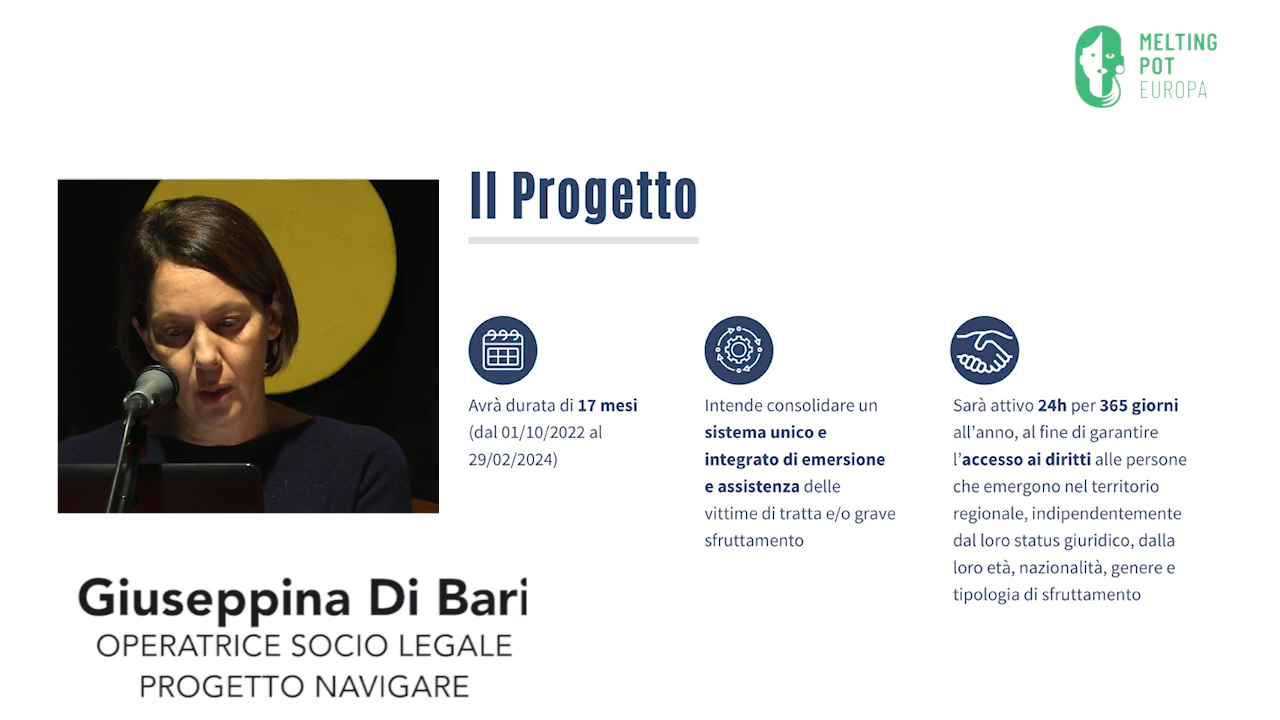 MELTING
POT
EUROPA
Il Progetto
Avrà durata di 17 mesi
(dal 01/10/2022 al
29/02/2024)
Intende consolidare un
sistema unico e
integrato di emersione
e assistenza delle
vittime di tratta e/o grave
sfruttamento
Sarà attivo 24h per 365 giorni
all’anno, al fine di garantire
l’accesso ai diritti alle persone
che emergono nel territorio
regionale, indipendentemente
dal loro status giuridico, dalla
loro età, nazionalità, genere e
tipologia di sfruttamento
Giuseppina Di Bari
OPERATRICE SOCIO LEGALE
PROGETTO NAVIGARE